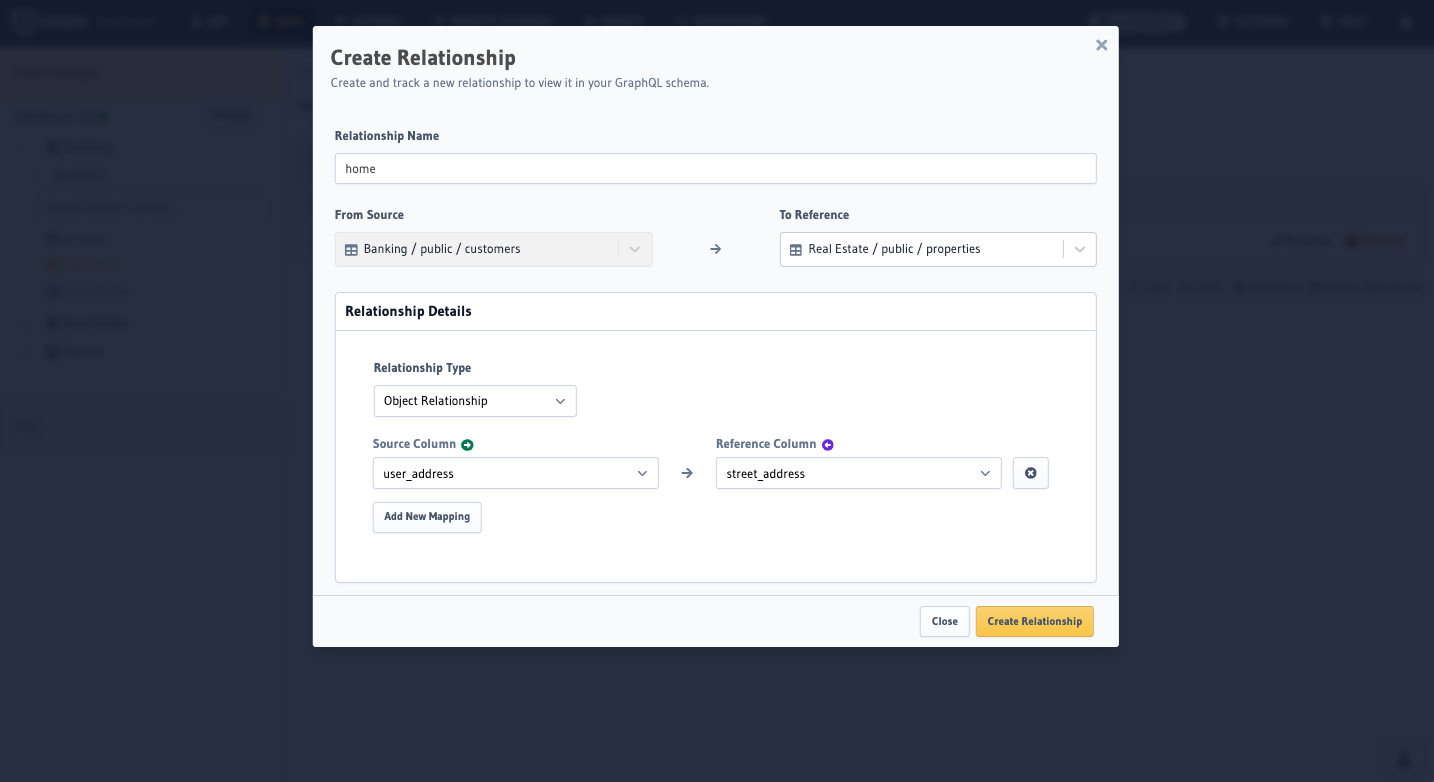 Create Relationship
Create and track a new relationship to view it in your GraphQL schema.
Relationship Name
home
From Source
To Reference
Banking / public / customers
Real Estate / public / properties
Relationship Details
Relationship Type
Object Relationship
Source Column
Reference Column
user_address
street_address
Add New Mapping
Close
Create Relationship